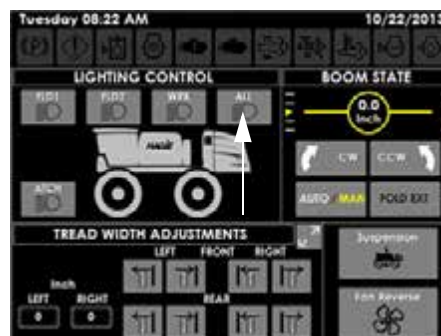 Tuesday 08:22 AM 10/22/2013
LIGHTING CONTROL
BOOM STATE
FLD1 FLD2 WRK ALL
0.0
Inch
HAGIE
CW CCW
ATCH
AUTO / MAN FOLD EXT
TREAD WIDTH ADJUSTMENTS
Suspension
LEFT FRONT RIGHT
Inch
LEFT RIGHT
REAR
0 0
Fan Reverse